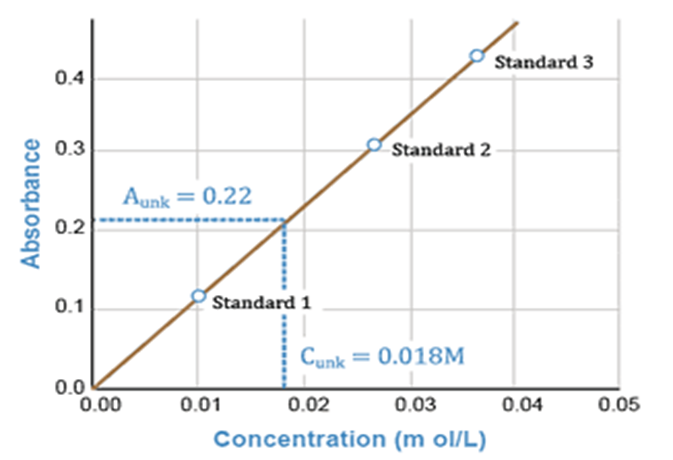 0.4
Standard 3
0.3
Standard 2
Absorbance
A_unk = 0.22
0.2
0.1
Standard 1
C_unk = 0.018M
0.0
0.00 0.01 0.02 0.03 0.04 0.05
Concentration (m ol/L)